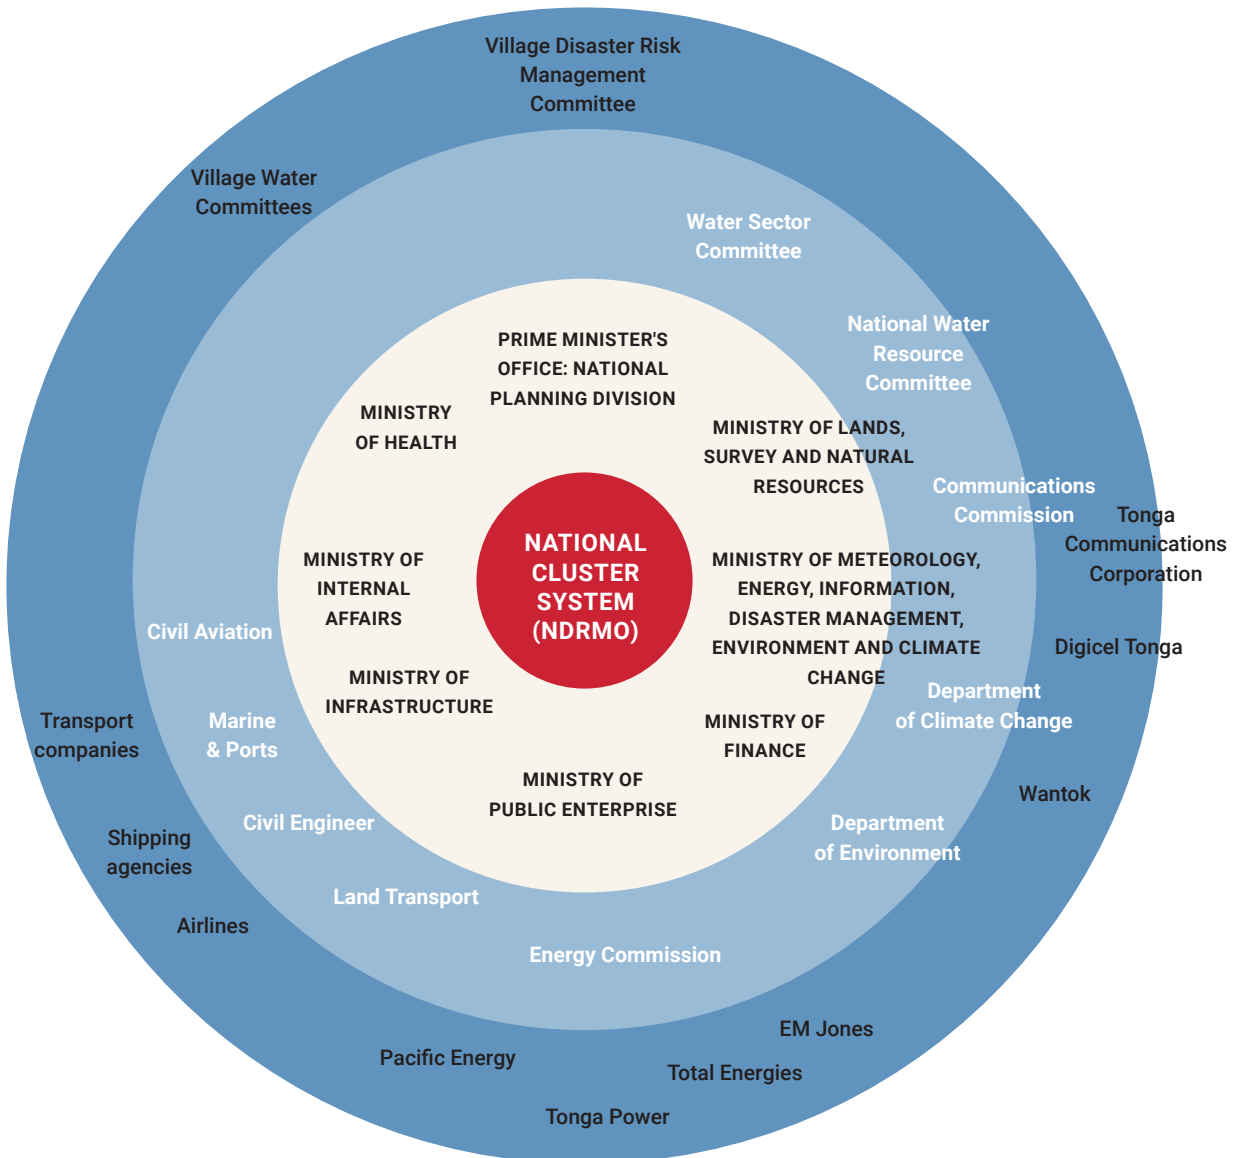 Village Disaster Risk
Management
Committee
Village Water
Committees
Water Sector
Committee
National Water
Resource
Committee
PRIME MINISTER'S
OFFICE: NATIONAL
PLANNING DIVISION
MINISTRY
OF HEALTH
MINISTRY OF LANDS,
SURVEY AND NATURAL
RESOURCES
Communications
Commission
Tonga
Communications
Corporation
NATIONAL
CLUSTER
SYSTEM
(NDRMO)
MINISTRY OF
INTERNAL
AFFAIRS
MINISTRY OF METEOROLOGY,
ENERGY, INFORMATION,
DISASTER MANAGEMENT,
ENVIRONMENT AND CLIMATE
CHANGE
Civil Aviation
Digicel Tonga
MINISTRY OF
INFRASTRUCTURE
Department
of Climate Change
Transport
companies
Marine
& Ports
MINISTRY OF
FINANCE
MINISTRY OF
PUBLIC ENTERPRISE
Wantok
Civil Engineer
Department
of Environment
Shipping
agencies
Land Transport
Airlines
Energy Commission
EM Jones
Pacific Energy
Total Energies
Tonga Power